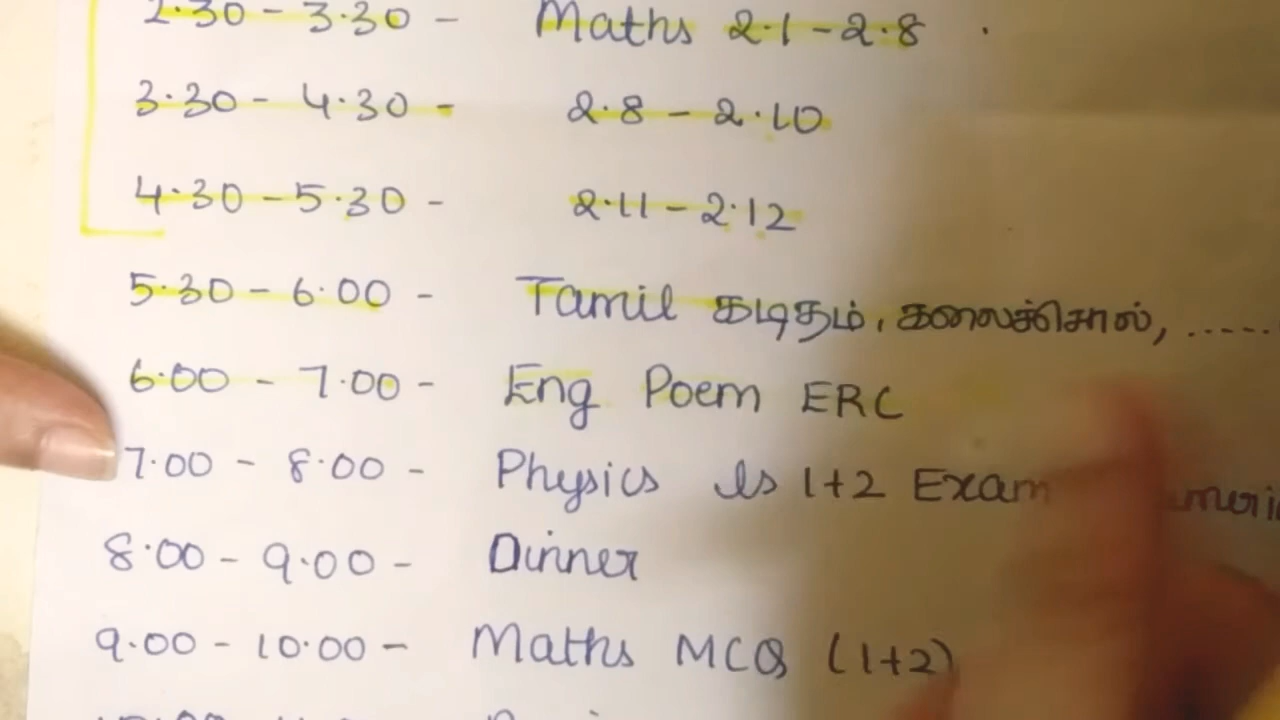 2.30 - 3.30 - Maths 2.1 - 2.8 .
3.30 - 4.30 - 2.8 - 2.10
4.30 - 5.30 - 2.11 - 2.12
5.30 - 6.00 - Tamil கடிதம், கலைச்சொல், ......
6.00 - 7.00 - Eng Poem ERC
7.00 - 8.00 - Physics ls 1+2 Exam
8.00 - 9.00 - Dinner
9.00 - 10.00 - Maths MCQ (1+2)